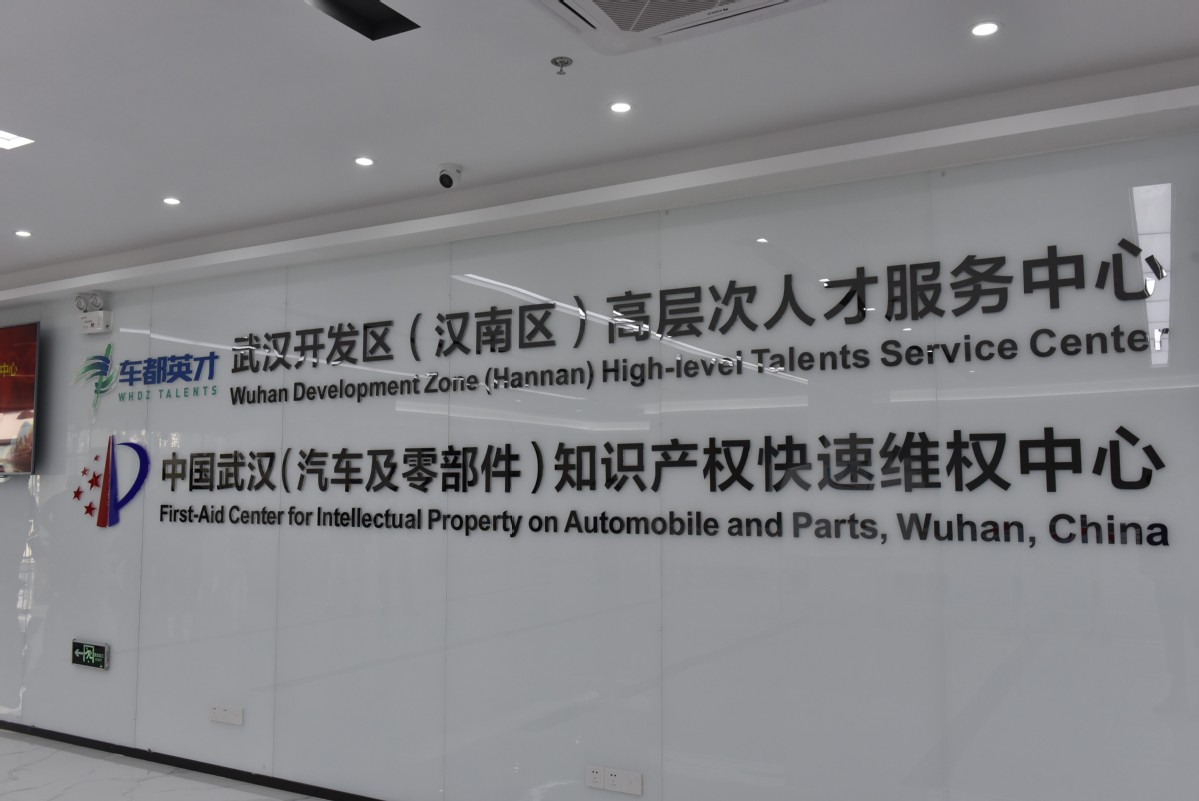 车都英才
WHDZ TALENTS
武汉开发区（汉南区）高层次人才服务中心
Wuhan Development Zone (Hannan) High-level Talents Service Center
中国武汉（汽车及零部件）知识产权快速维权中心
First-Aid Center for Intellectual Property on Automobile and Parts, Wuhan, China
中心